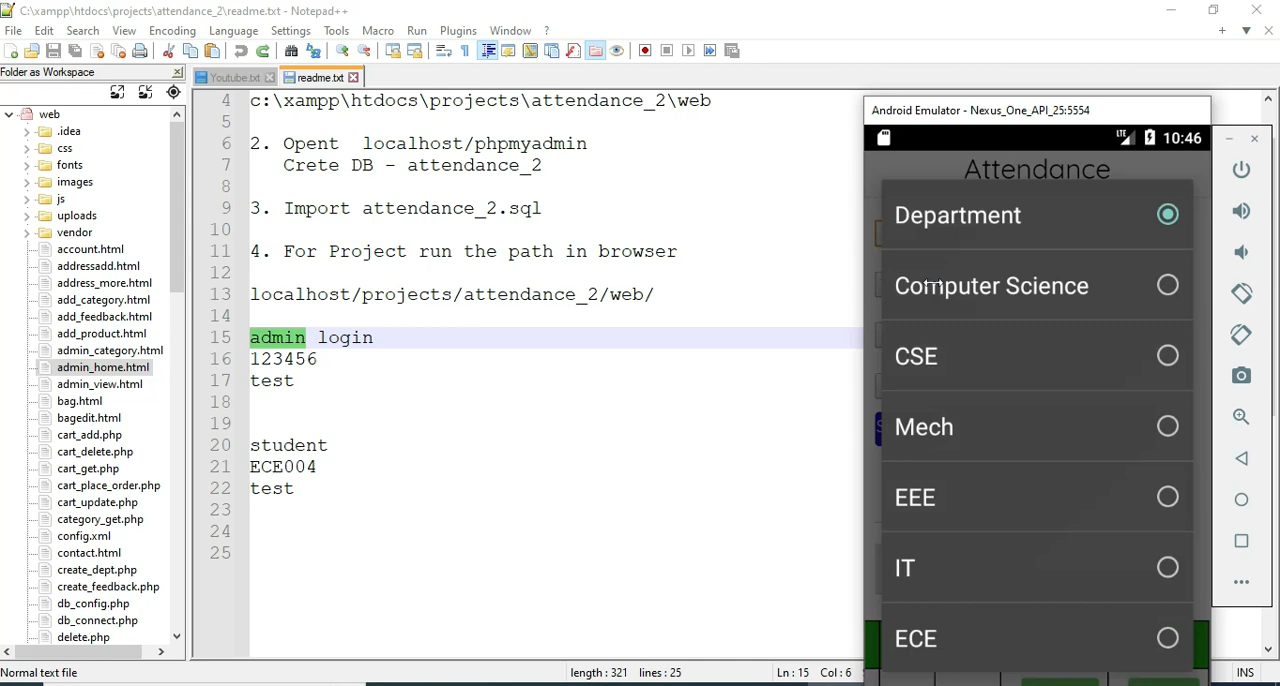 C:\xampp\htdocs\projects\attendance_2\readme.txt - Notepad++
File Edit Search View Encoding Language Settings Tools Macro Run Plugins Window ?
Folder as Workspace
web
.idea
css
fonts
images
js
uploads
vendor
account.html
addressadd.html
address_more.html
add_category.html
add_feedback.html
add_product.html
admin_category.html
admin_home.html
admin_view.html
bag.html
bagedit.html
cart_add.php
cart_delete.php
cart_get.php
cart_place_order.php
cart_update.php
category_get.php
config.xml
contact.html
create_dept.php
create_feedback.php
db_config.php
db_connect.php
delete.php
Youtube.txt
readme.txt
4 c:\xampp\htdocs\projects\attendance_2\web
5
6 2. Opent localhost/phpmyadmin
7 Crete DB - attendance_2
8
9 3. Import attendance_2.sql
10
11 4. For Project run the path in browser
12
13 localhost/projects/attendance_2/web/
14
15 admin login
16 123456
17 test
18
19
20 student
21 ECE004
22 test
23
24
25
Android Emulator - Nexus_One_API_25:5554
LTE 10:46
Attendance
Department
Computer Science
CSE
Mech
EEE
IT
ECE
Normal text file length : 321 lines : 25 Ln : 15 Col : 6 INS